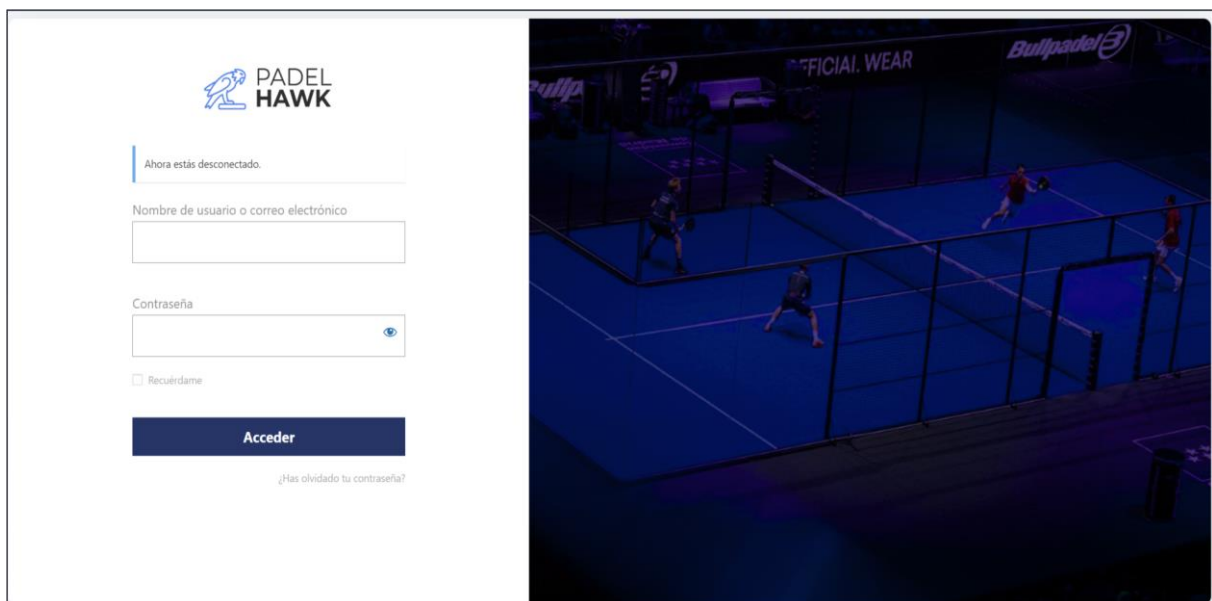 PADEL
HAWK
Ahora estás desconectado.
Nombre de usuario o correo electrónico
Contraseña
Recuérdame
Acceder
¿Has olvidado tu contraseña?
Bullpadel
OFFICIAL WEAR